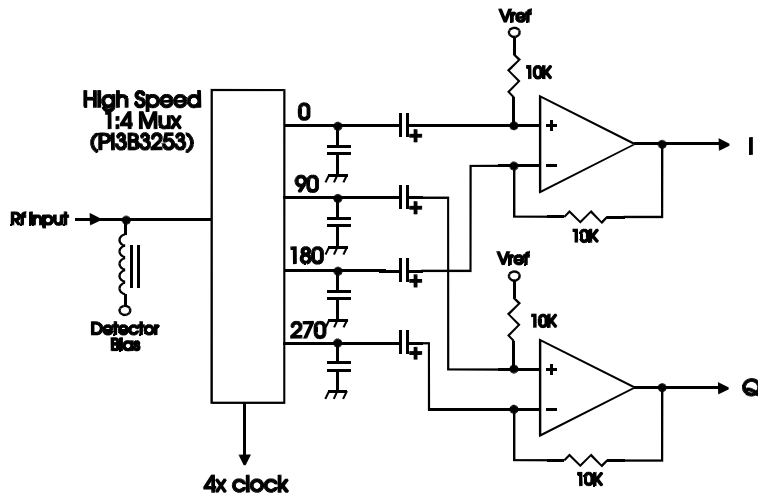 Vref
10K
High Speed
1:4 Mux
(PI3B3253)
0
+
+
−
I
90
+
10K
Rf Input
180
+
Vref
Detector
Bias
270
+
10K
+
−
Q
10K
4x clock